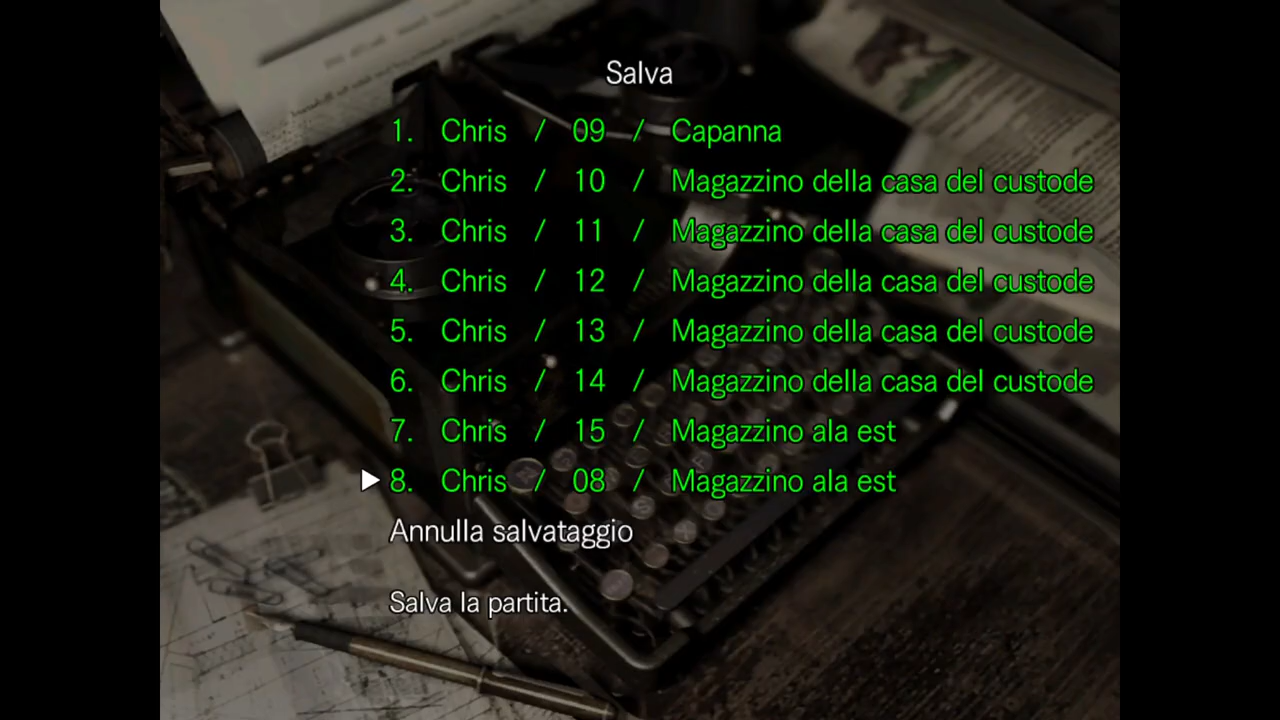 Salva
1. Chris / 09 / Capanna
2. Chris / 10 / Magazzino della casa del custode
3. Chris / 11 / Magazzino della casa del custode
4. Chris / 12 / Magazzino della casa del custode
5. Chris / 13 / Magazzino della casa del custode
6. Chris / 14 / Magazzino della casa del custode
7. Chris / 15 / Magazzino ala est
8. Chris / 08 / Magazzino ala est
Annulla salvataggio
Salva la partita.